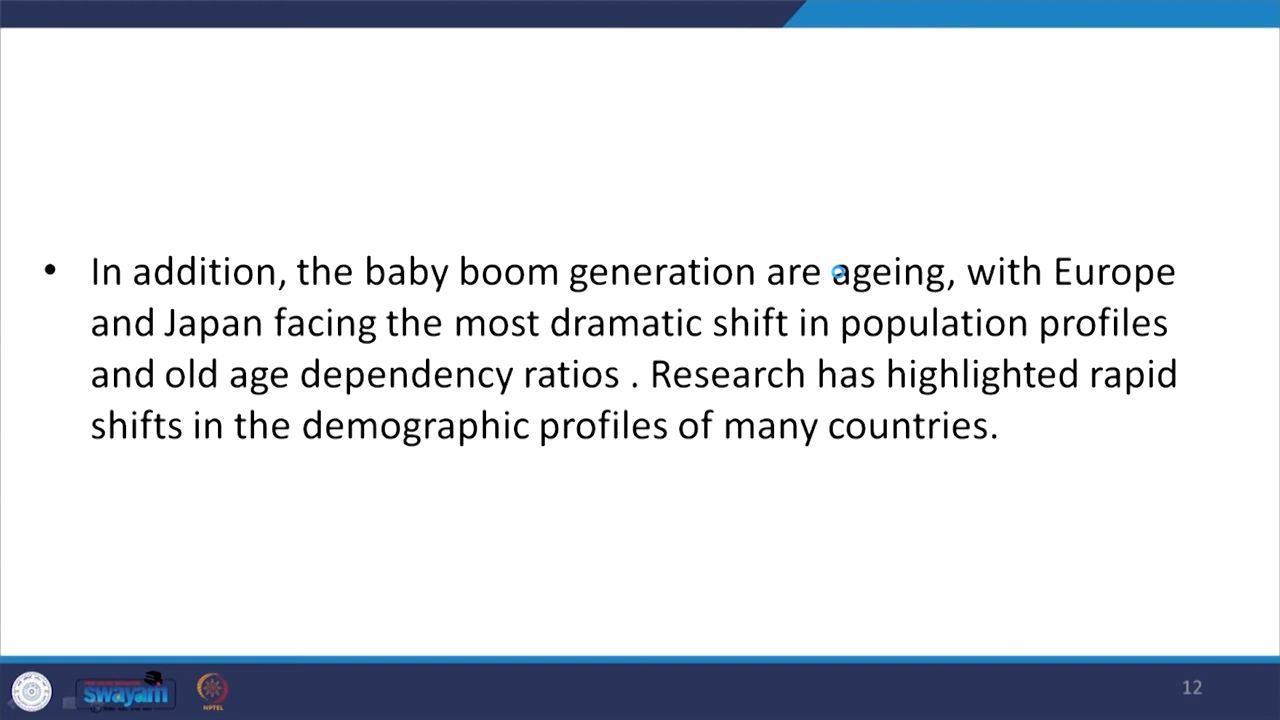 • In addition, the baby boom generation are ageing, with Europe
and Japan facing the most dramatic shift in population profiles
and old age dependency ratios . Research has highlighted rapid
shifts in the demographic profiles of many countries.
swayam
NPTEL
12